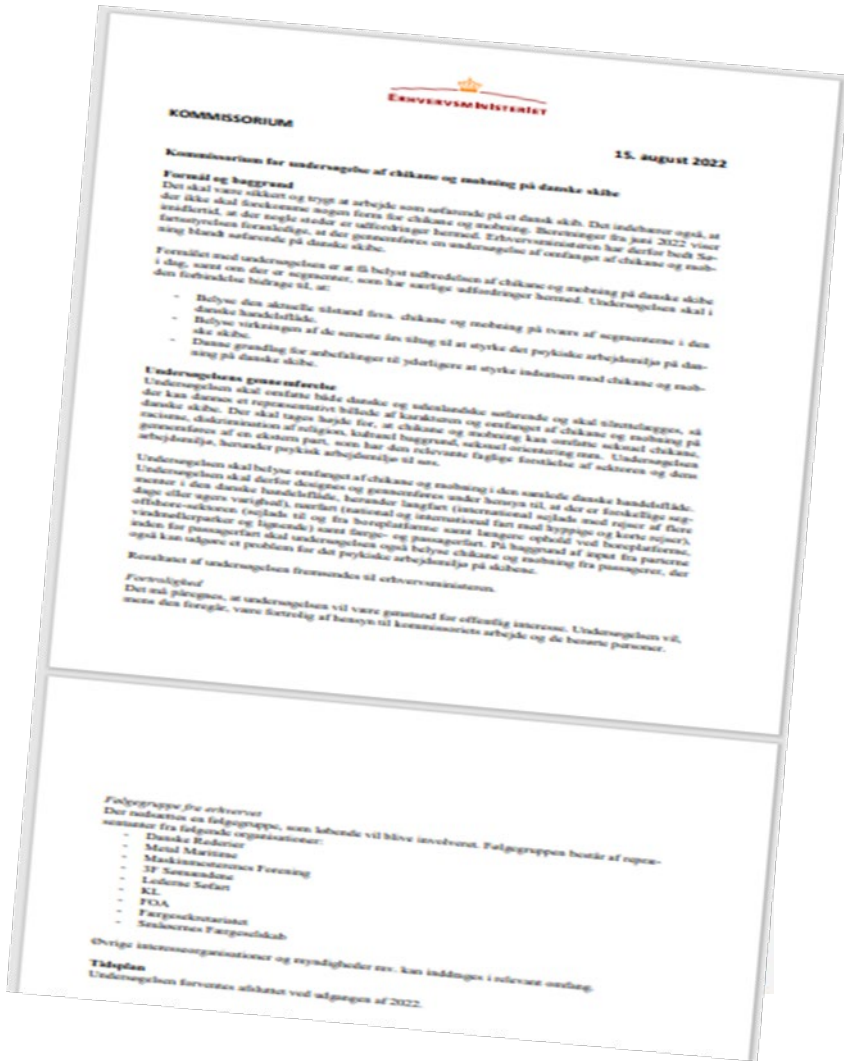 ERHVERVSMINISTERIET
KOMMISSORIUM
15. august 2022
Kommissorium for undersøgelse af chikane og mobning på danske skibe
Formål og baggrund
Det skal være sikkert og trygt at arbejde som søfarende på et dansk skib. Det indebærer også, at
der ikke skal forekomme nogen form for chikane og mobning. Beretninger fra juni 2022 viser
imidlertid, at der nogle steder er udfordringer hermed. Erhvervsministeren har derfor bedt Sø-
fartsstyrelsen foranledige, at der gennemføres en undersøgelse af omfanget af chikane og mob-
ning blandt søfarende på danske skibe.
Formålet med undersøgelsen er at få belyst udbredelsen af chikane og mobning på danske skibe
i dag, samt om der er segmenter, som har særlige udfordringer hermed. Undersøgelsen skal i
den forbindelse bidrage til, at:
- Belyse den aktuelle tilstand fsva. chikane og mobning på tværs af segmenterne i den
danske handelsflåde.
- Belyse virkningen af de seneste års tiltag til at styrke det psykiske arbejdsmiljø på dan-
ske skibe.
- Danne grundlag for anbefalinger til yderligere at styrke indsatsen mod chikane og mob-
ning på danske skibe.
Undersøgelsens gennemførelse
Undersøgelsen skal omfatte både danske og udenlandske søfarende og skal tilrettelægges, så
der kan dannes et repræsentativt billede af karakteren og omfanget af chikane og mobning på
danske skibe. Der skal tages højde for, at chikane og mobning kan omfatte seksuel chikane,
racisme, diskrimination af religion, kulturel baggrund, seksuel orientering mm. Undersøgelsen
gennemføres af en ekstern part, som har den relevante faglige forståelse af sektoren og dens
arbejdsmiljø, herunder psykisk arbejdsmiljø til søs.
Undersøgelsen skal belyse omfanget af chikane og mobning i den samlede danske handelsflåde.
Undersøgelsen skal derfor designes og gennemføres under hensyn til, at der er forskellige seg-
menter i den danske handelsflåde, herunder langfart (international sejlads med rejser af flere
dage eller ugers varighed), nærfart (national og international fart med hyppige og korte rejser),
offshore-sektoren (sejlads til og fra boreplatforme samt længere ophold ved boreplatforme,
vindmølleparker og lignende) samt færge- og passagerfart. På baggrund af input fra parterne
inden for passagerfart skal undersøgelsen også belyse chikane og mobning fra passagerer, der
også kan udgøre et problem for det psykiske arbejdsmiljø på skibene.
Resultatet af undersøgelsen fremsendes til erhvervsministeren.
Fortrolighed
Det må påregnes, at undersøgelsen vil være genstand for offentlig interesse. Undersøgelsen vil,
mens den foregår, være fortrolig af hensyn til kommissoriets arbejde og de berørte personer.
Følgegruppe fra erhvervet
Der nedsættes en følgegruppe, som løbende vil blive involveret. Følgegruppen består af repræ-
sentanter fra følgende organisationer:
- Danske Rederier
- Metal Maritime
- Maskinmestrenes Forening
- 3F Sømændene
- Lederne Søfart
- KL
- FOA
- Færgesekretariatet
- Småøernes Færgeselskab
Øvrige interesseorganisationer og myndigheder mv. kan inddrages i relevant omfang.
Tidsplan
Undersøgelsen forventes afsluttet ved udgangen af 2022.